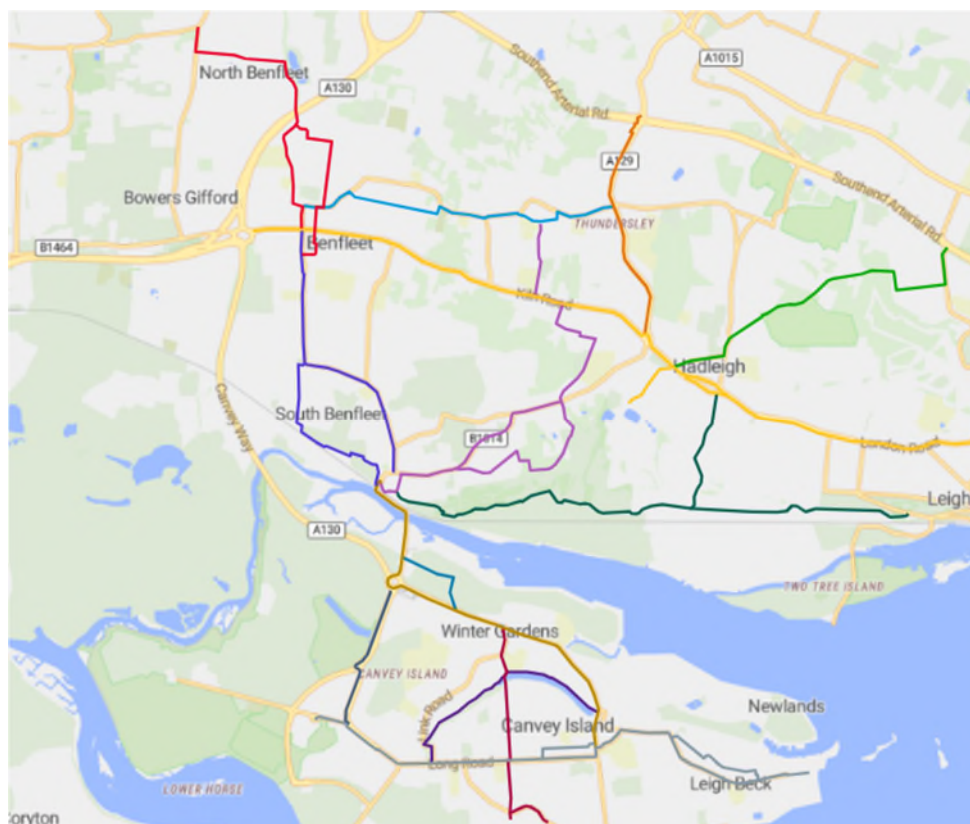 A1015
Southend Arterial Rd
North Benfleet
A130
A129
Bowers Gifford
Southend Arterial Rd
THUNDERSLEY
B1464
Benfleet
Kiln Road
Hadleigh
Canvey Way
South Benfleet
B1014
London Road
Leigh
A130
TWO TREE ISLAND
Winter Gardens
CANVEY ISLAND
Link Road
Newlands
Canvey Island
Long Road
Leigh Beck
LOWER HORSE
Coryton